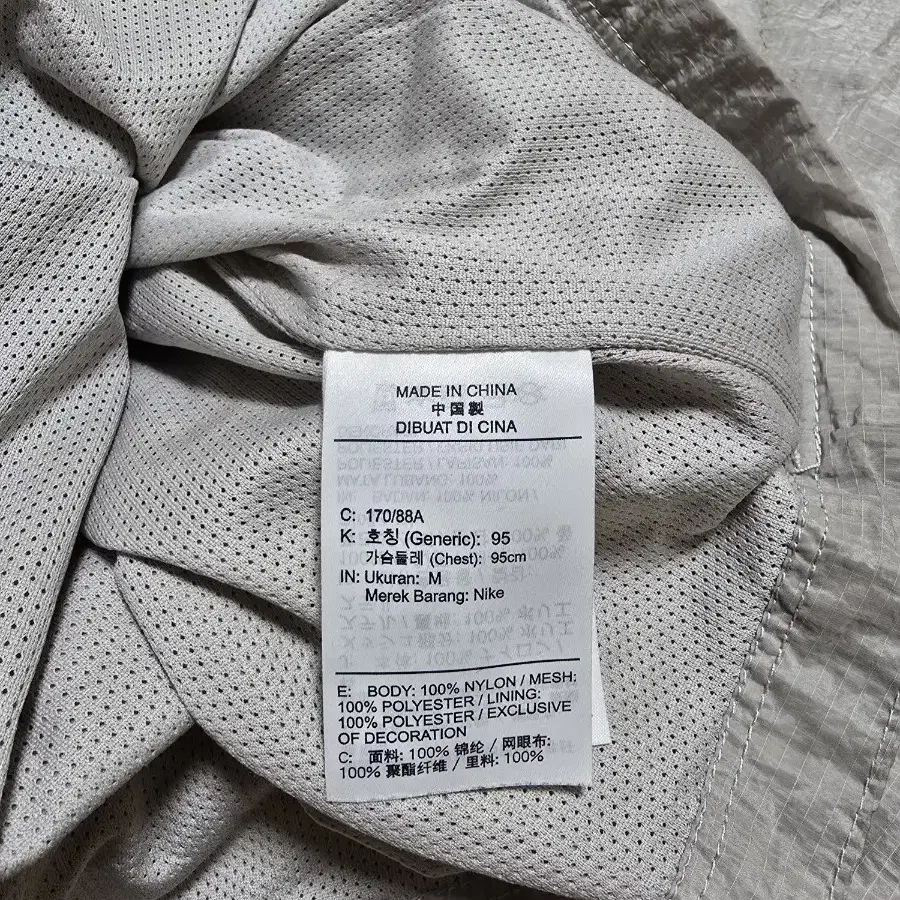 MADE IN CHINA
中国製
DIBUAT DI CINA
C: 170/88A
K: 호칭 (Generic): 95
가슴둘레 (Chest): 95cm
IN: Ukuran: M
Merek Barang: Nike
E: BODY: 100% NYLON / MESH:
100% POLYESTER / LINING:
100% POLYESTER / EXCLUSIVE
OF DECORATION
C: 面料: 100% 锦纶 / 网眼布:
100% 聚酯纤维 / 里料: 100%